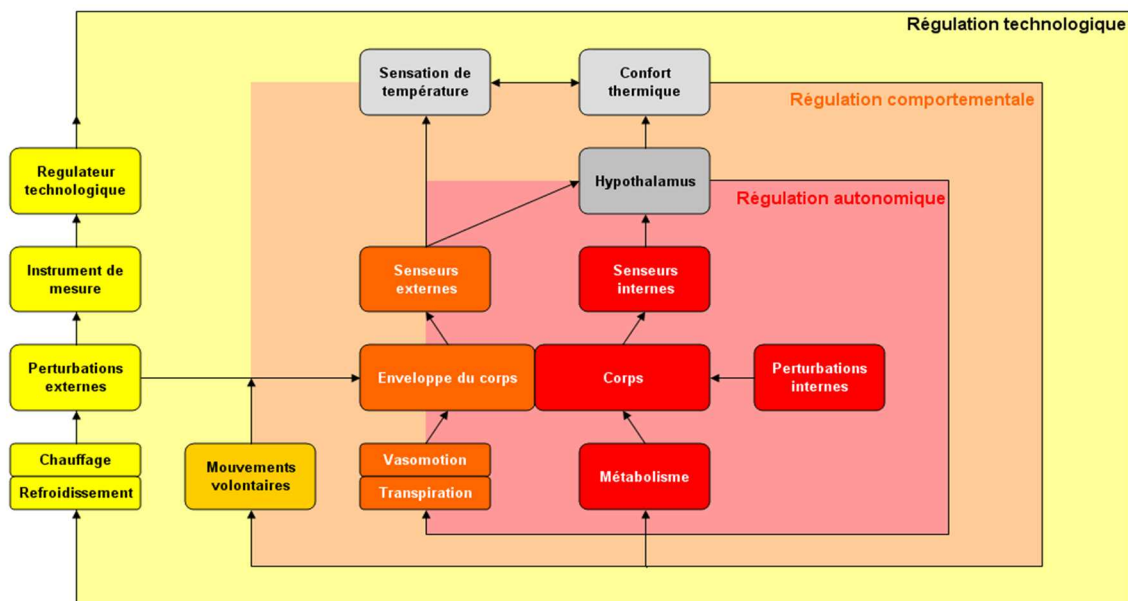 Régulation technologique
Sensation de
température
Confort
thermique
Régulation comportementale
Regulateur
technologique
Hypothalamus
Régulation autonomique
Instrument de
mesure
Senseurs
externes
Senseurs
internes
Perturbations
externes
Enveloppe du corps
Corps
Perturbations
internes
Chauffage
Refroidissement
Mouvements
volontaires
Vasomotion
Transpiration
Métabolisme